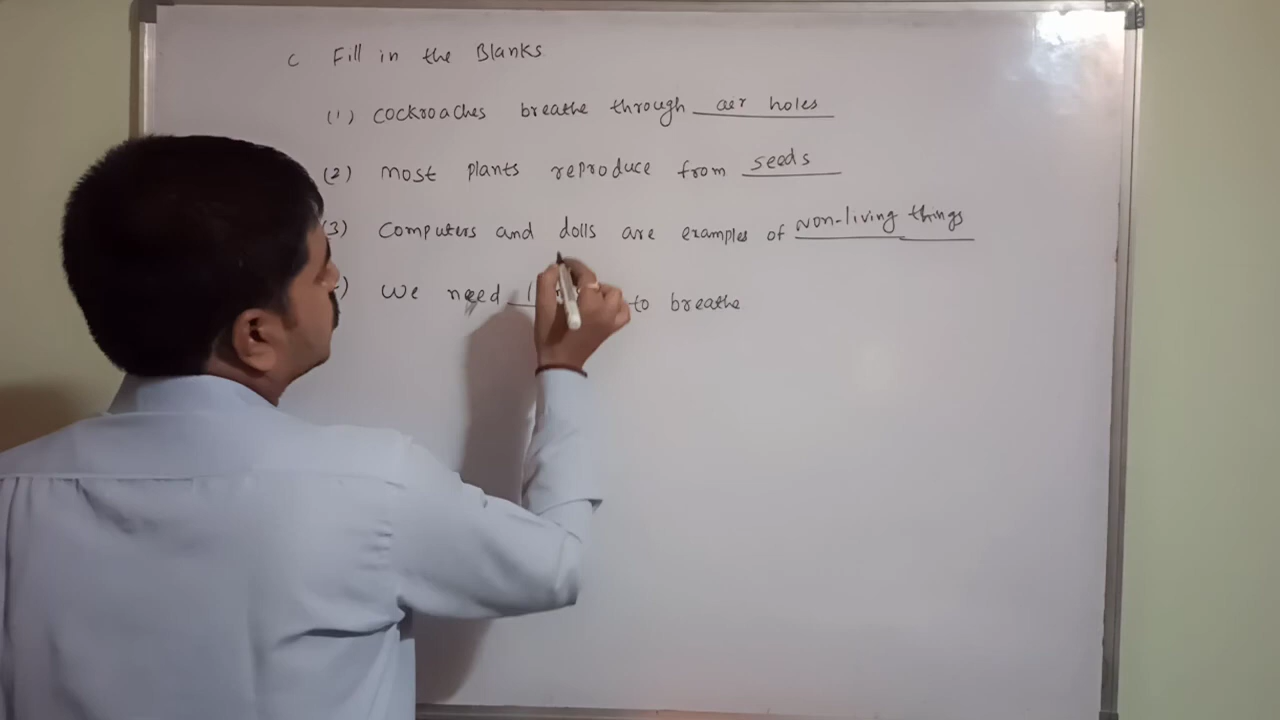 C Fill in the Blanks
(1) Cockroaches breathe through air holes
(2) Most plants reproduce from seeds
(3) Computers and dolls are examples of Non-living things
We need to breathe